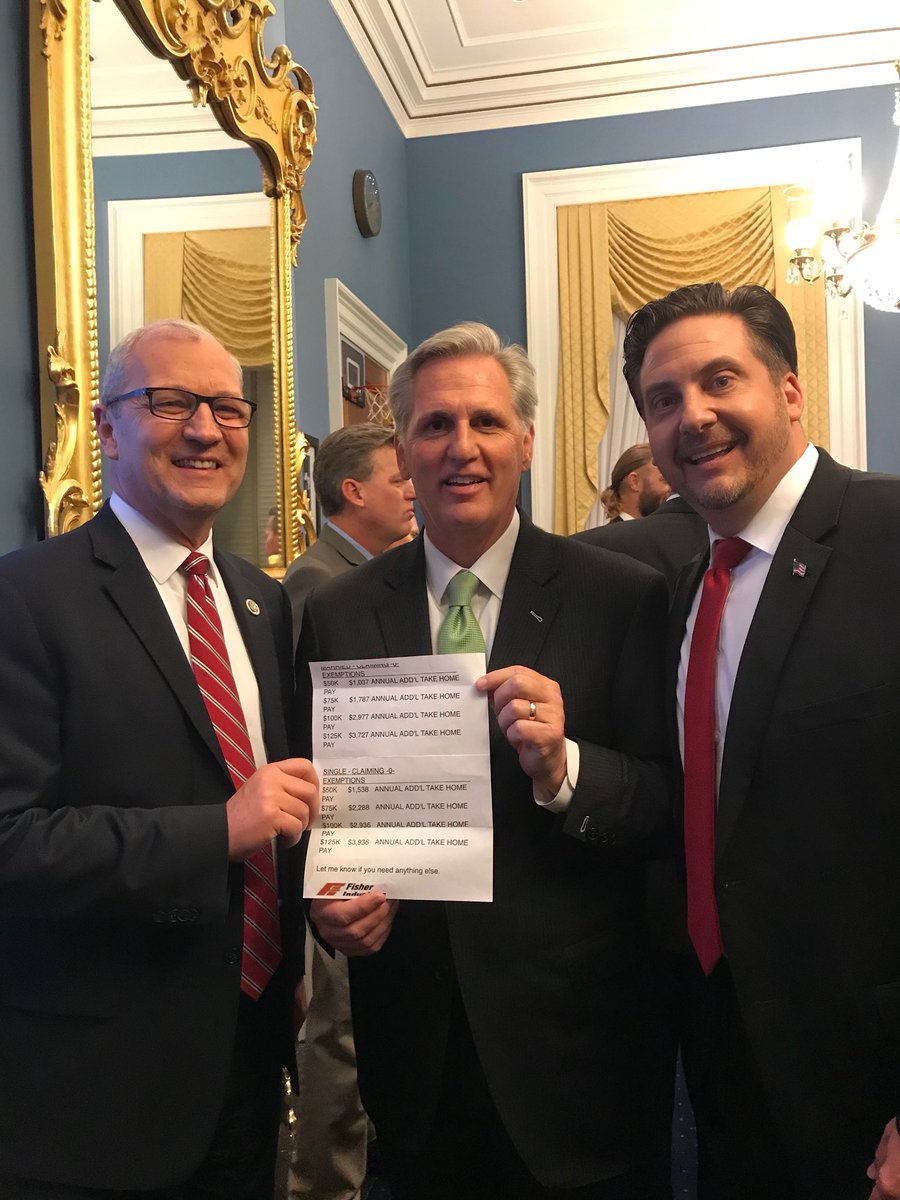 MARRIED - CLAIMING -0-
EXEMPTIONS
$50K $1,037 ANNUAL ADD'L TAKE HOME
PAY
$75K $1,787 ANNUAL ADD'L TAKE HOME
PAY
$100K $2,977 ANNUAL ADD'L TAKE HOME
PAY
$125K $3,727 ANNUAL ADD'L TAKE HOME
PAY
SINGLE - CLAIMING -0-
EXEMPTIONS
$50K $1,538 ANNUAL ADD'L TAKE HOME
PAY
$75K $2,288 ANNUAL ADD'L TAKE HOME
PAY
$100K $2,936 ANNUAL ADD'L TAKE HOME
PAY
$125K $3,936 ANNUAL ADD'L TAKE HOME
PAY
Let me know if you need anything else.
Fisher